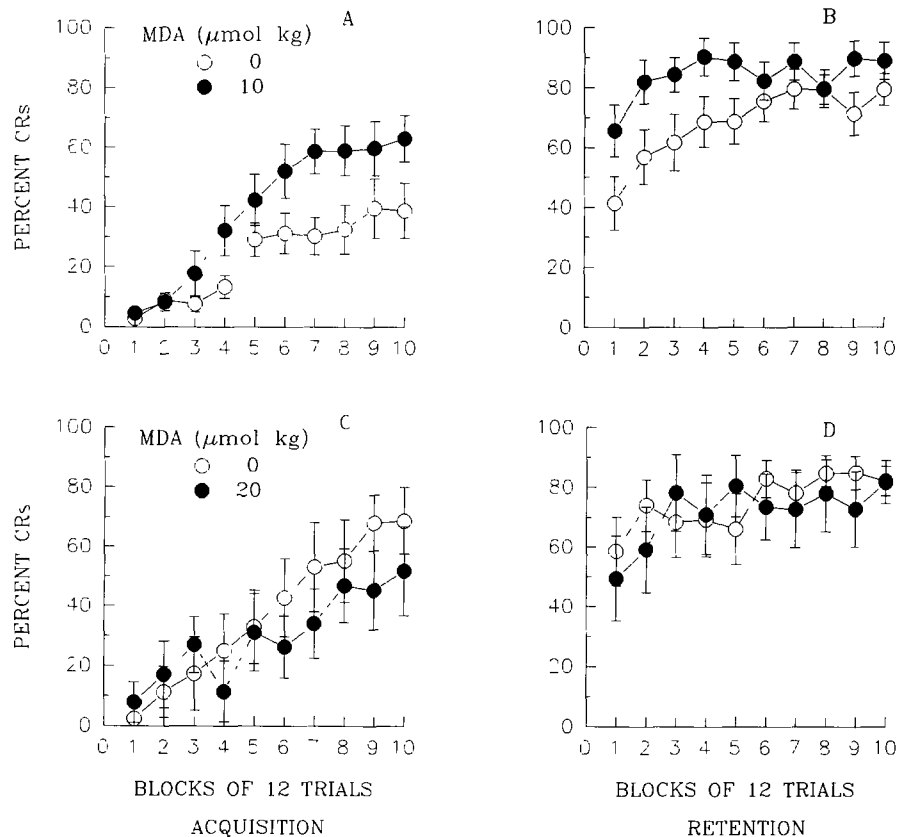 A
MDA (μmol kg)
0
10
PERCENT CRs
100
80
60
40
20
0
0 1 2 3 4 5 6 7 8 9 10
B
100
80
60
40
20
0
0 1 2 3 4 5 6 7 8 9 10
C
MDA (μmol kg)
0
20
PERCENT CRs
100
80
60
40
20
0
0 1 2 3 4 5 6 7 8 9 10
BLOCKS OF 12 TRIALS
ACQUISITION
D
100
80
60
40
20
0
0 1 2 3 4 5 6 7 8 9 10
BLOCKS OF 12 TRIALS
RETENTION